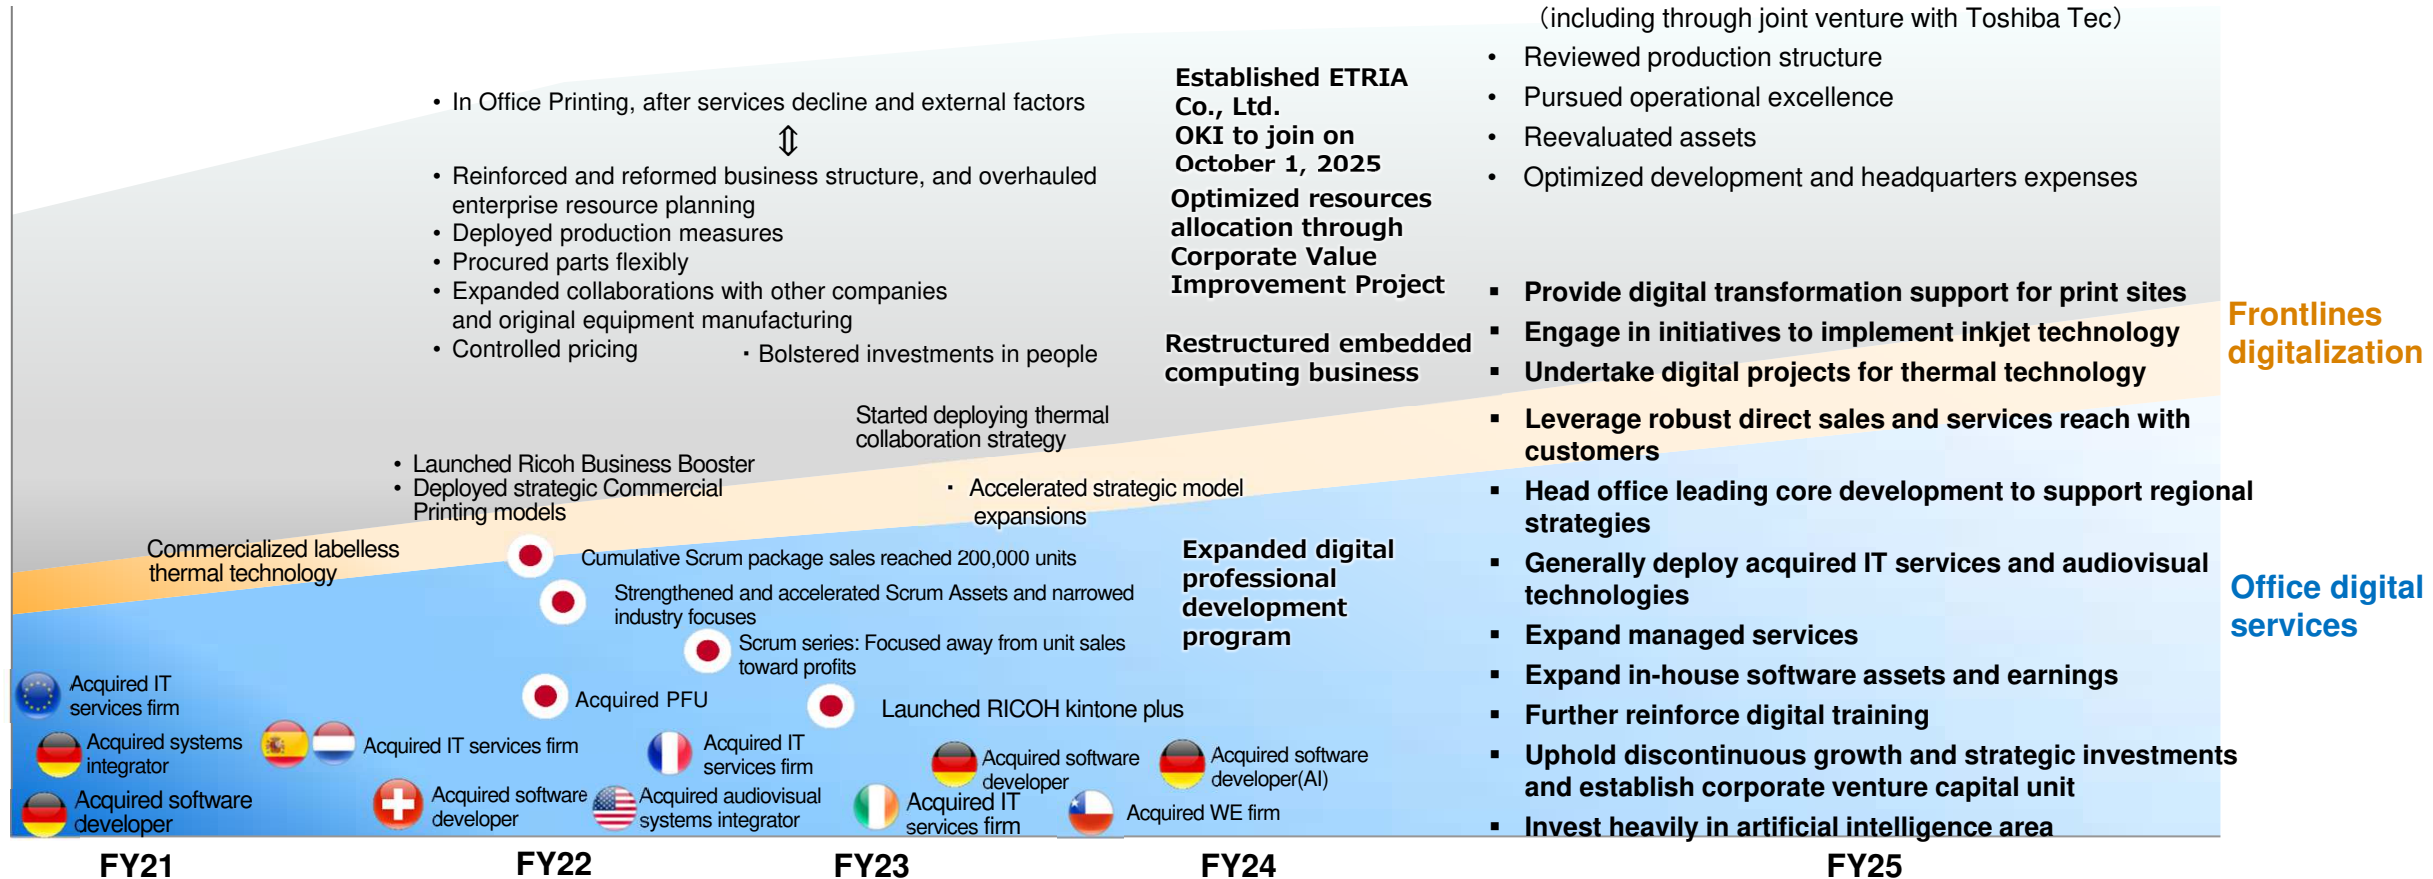 (including through joint venture with Toshiba Tec)
• Reviewed production structure
• Pursued operational excellence
• Reevaluated assets
• Optimized development and headquarters expenses
• In Office Printing, after services decline and external factors
⇕
• Reinforced and reformed business structure, and overhauled
enterprise resource planning
• Deployed production measures
• Procured parts flexibly
• Expanded collaborations with other companies
and original equipment manufacturing
• Controlled pricing
・Bolstered investments in people
Established ETRIA
Co., Ltd.
OKI to join on
October 1, 2025
Optimized resources
allocation through
Corporate Value
Improvement Project
Restructured embedded
computing business
▪ Provide digital transformation support for print sites
▪ Engage in initiatives to implement inkjet technology
▪ Undertake digital projects for thermal technology
Frontlines
digitalization
Started deploying thermal
collaboration strategy
• Launched Ricoh Business Booster
• Deployed strategic Commercial
Printing models
・ Accelerated strategic model
expansions
Commercialized labelless
thermal technology
▪ Leverage robust direct sales and services reach with
customers
▪ Head office leading core development to support regional
strategies
▪ Generally deploy acquired IT services and audiovisual
technologies
▪ Expand managed services
▪ Expand in-house software assets and earnings
▪ Further reinforce digital training
▪ Uphold discontinuous growth and strategic investments
and establish corporate venture capital unit
▪ Invest heavily in artificial intelligence area
Office digital
services
Cumulative Scrum package sales reached 200,000 units
Strengthened and accelerated Scrum Assets and narrowed
industry focuses
Scrum series: Focused away from unit sales
toward profits
Expanded digital
professional
development
program
Acquired IT
services firm
Acquired PFU
Launched RICOH kintone plus
Acquired systems
integrator
Acquired IT services firm
Acquired IT
services firm
Acquired software
developer
Acquired software
developer(AI)
Acquired software
developer
Acquired software
developer
Acquired audiovisual
systems integrator
Acquired IT
services firm
Acquired WE firm
FY21
FY22
FY23
FY24
FY25